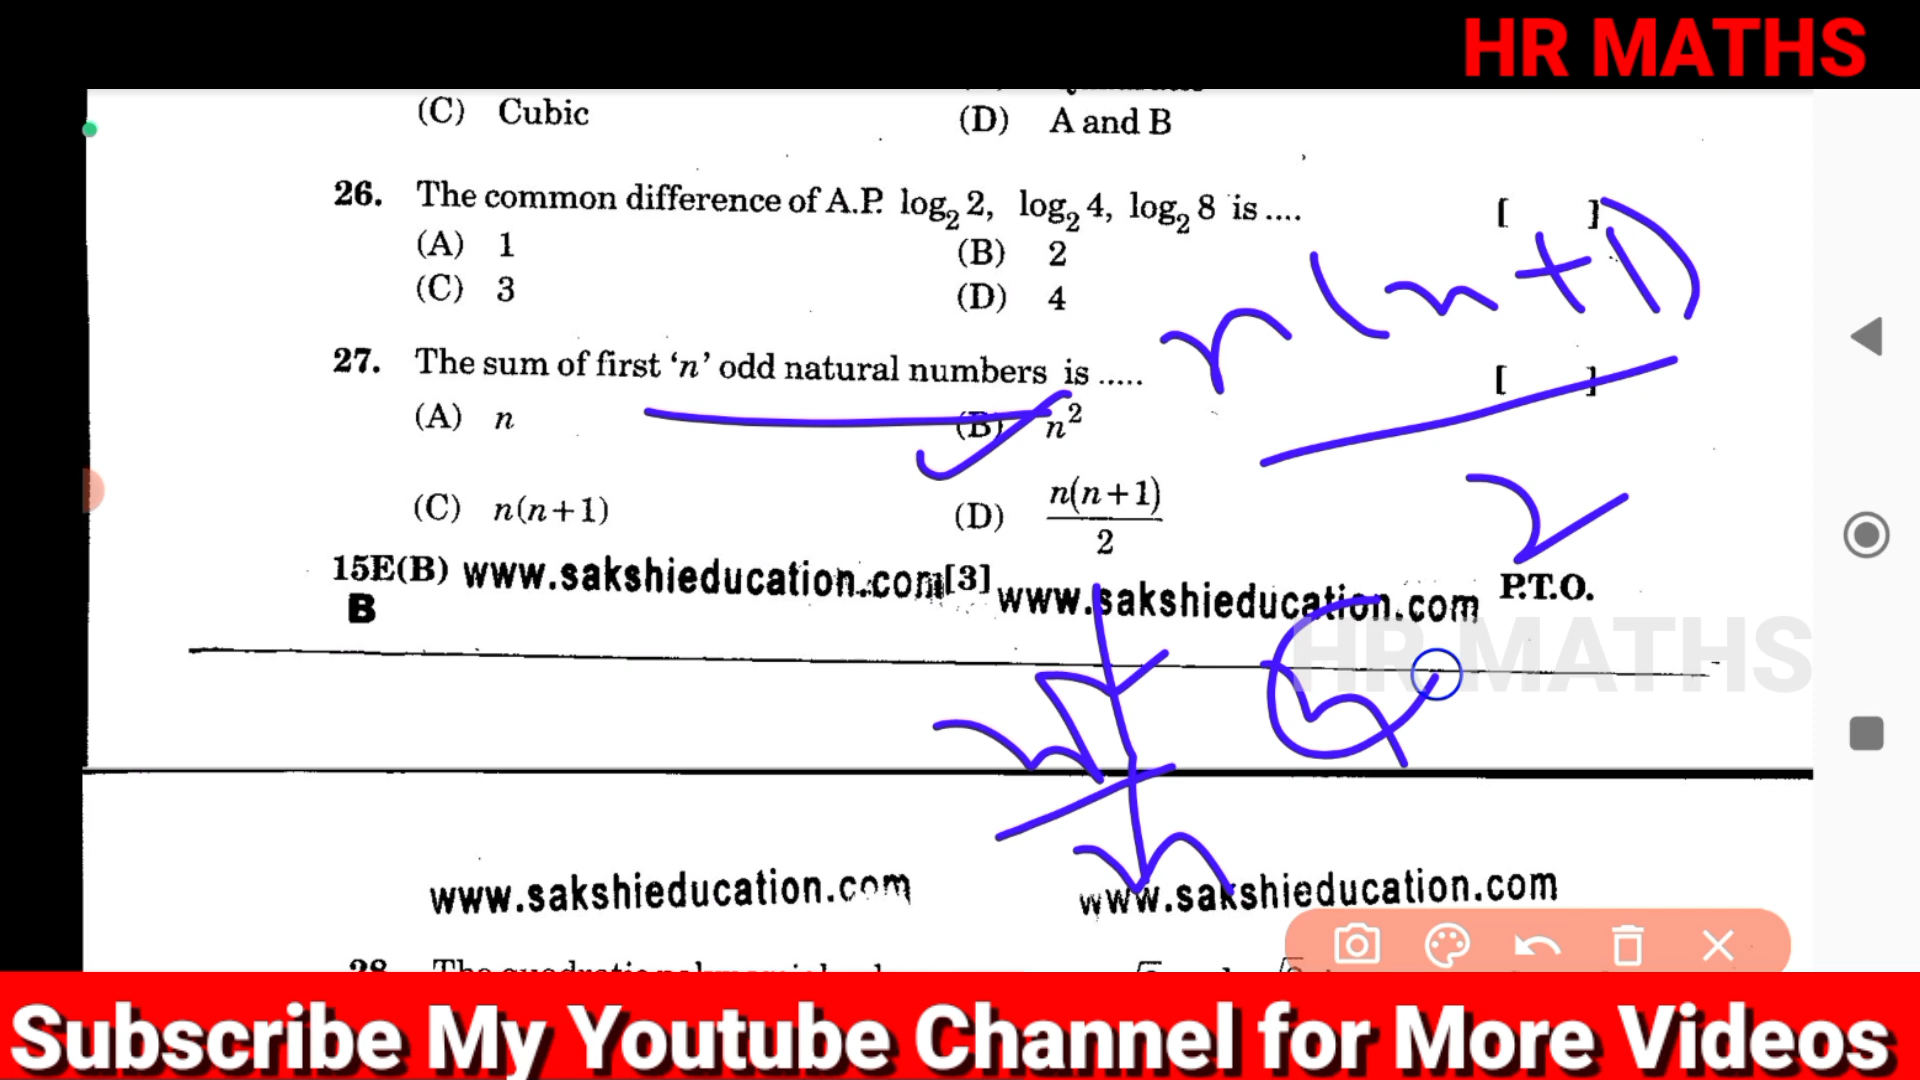 HR MATHS
(C) Cubic (D) A and B
26. The common difference of A.P. log₂ 2, log₂ 4, log₂ 8 is .... [ ]
(A) 1 (B) 2
(C) 3 (D) 4
n(n+1)
27. The sum of first ‘n’ odd natural numbers is ..... [ ]
(A) n (B) n²
2
(C) n(n+1) (D) n(n+1)/2
15E(B) www.sakshieducation.com [3] www.sakshieducation.com P.T.O.
B
HR MATHS
www.sakshieducation.com www.sakshieducation.com
28. The quadratic
Subscribe My Youtube Channel for More Videos